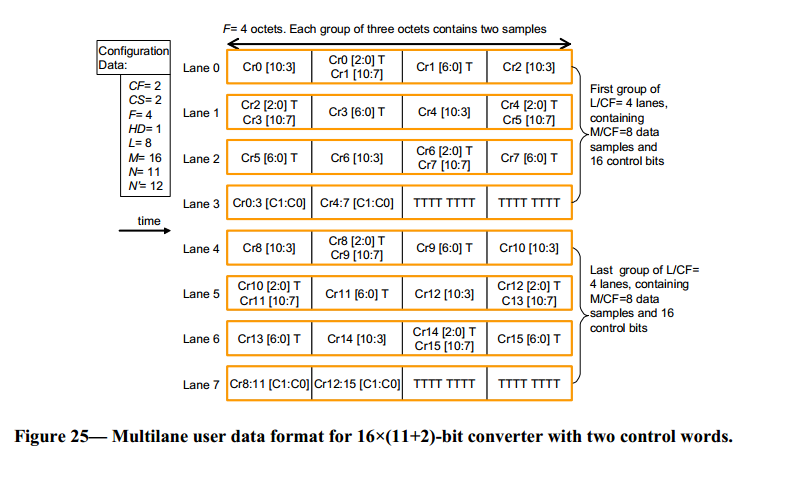 F= 4 octets. Each group of three octets contains two samples
Configuration
Data:
CF= 2
CS= 2
F= 4
HD= 1
L= 8
M= 16
N= 11
N'= 12
time
Lane 0
Cr0 [10:3]
Cr0 [2:0] T
Cr1 [10:7]
Cr1 [6:0] T
Cr2 [10:3]
Lane 1
Cr2 [2:0] T
Cr3 [10:7]
Cr3 [6:0] T
Cr4 [10:3]
Cr4 [2:0] T
Cr5 [10:7]
Lane 2
Cr5 [6:0] T
Cr6 [10:3]
Cr6 [2:0] T
Cr7 [10:7]
Cr7 [6:0] T
Lane 3
Cr0:3 [C1:C0]
Cr4:7 [C1:C0]
TTTT TTTT
TTTT TTTT
First group of
L/CF= 4 lanes,
containing
M/CF=8 data
samples and
16 control bits
Lane 4
Cr8 [10:3]
Cr8 [2:0] T
Cr9 [10:7]
Cr9 [6:0] T
Cr10 [10:3]
Lane 5
Cr10 [2:0] T
Cr11 [10:7]
Cr11 [6:0] T
Cr12 [10:3]
Cr12 [2:0] T
C13 [10:7]
Lane 6
Cr13 [6:0] T
Cr14 [10:3]
Cr14 [2:0] T
Cr15 [10:7]
Cr15 [6:0] T
Lane 7
Cr8:11 [C1:C0]
Cr12:15 [C1:C0]
TTTT TTTT
TTTT TTTT
Last group of L/CF=
4 lanes, containing
M/CF=8 data
samples and 16
control bits
Figure 25— Multilane user data format for 16×(11+2)-bit converter with two control words.